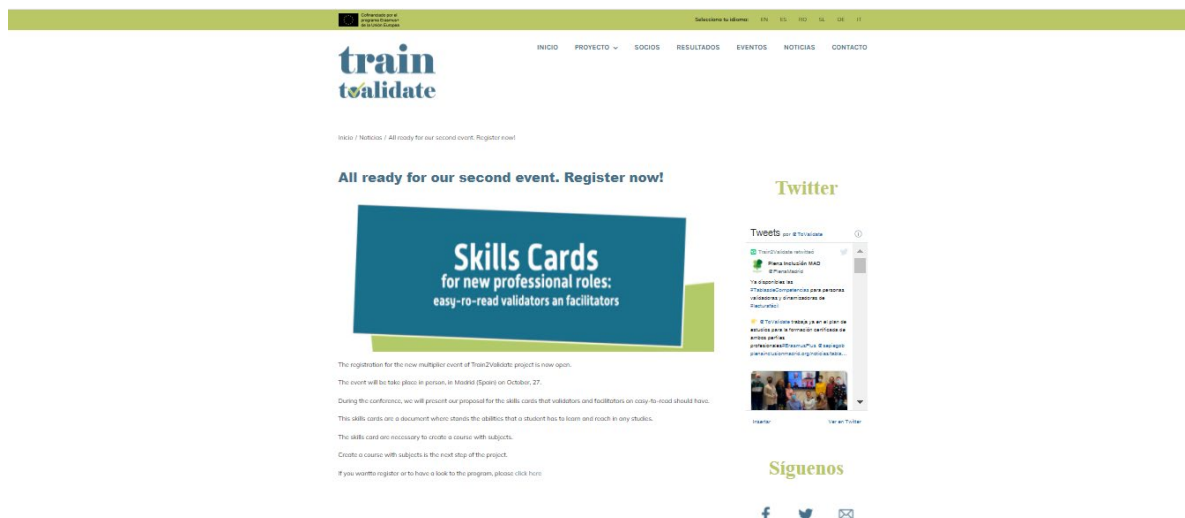 Cofinanciado por el
programa Erasmus+
de la Unión Europea
Selecciona tu idioma: EN ES RO SL DE IT
train
tovalidate
INICIO PROYECTO SOCIOS RESULTADOS EVENTOS NOTICIAS CONTACTO
Inicio / Noticias / All ready for our second event. Register now!
All ready for our second event. Register now!
Skills Cards
for new professional roles:
easy-ro-read validators an facilitators
The registration for the new multiplier event of Train2Validate project is now open.
The event will be take place in person, in Madrid (Spain) on October, 27.
During the conference, we will present our proposal for the skills cards that validators and facilitators on easy-to-read should have.
This skills cards are a document where stands the abilities that a student has to learn and reach in any studies.
The skills card are necessary to create a course with subjects.
Create a course with subjects is the next step of the project.
If you wantto register or to have a look to the program, please click here
Twitter
Tweets por @ToValidate
Train2Validate retwitteó
Plena Inclusión MAD
@PlenaMadrid
Ya disponibles las
#TablasdeCompetencias para personas
validadoras y dinamizadoras de
#lecturafácil
@ToValidate trabaja ya en el plan de
estudios para la formación certificada de
ambos perfiles
profesionales#ErasmusPlus @sepiegob
plenainclusionmadrid.org/noticias/table...
Insertar Ver en Twitter
Síguenos